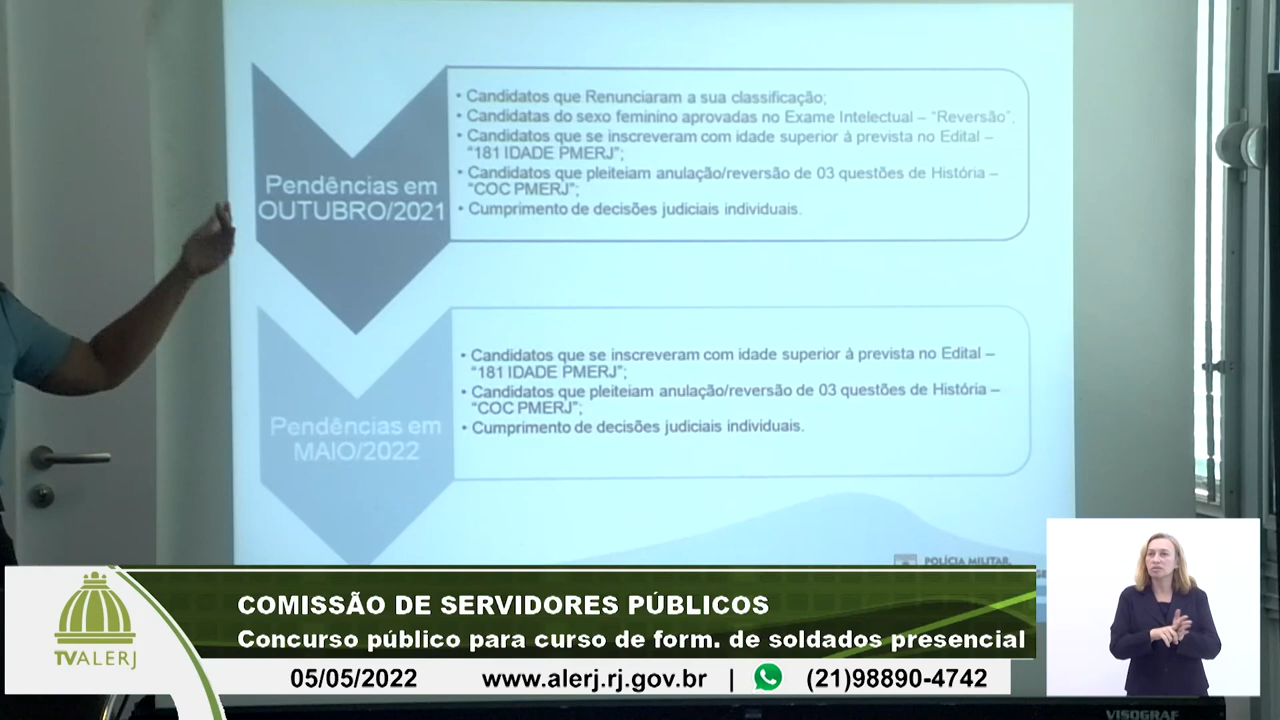 Pendências em
OUTUBRO/2021
• Candidatos que Renunciaram a sua classificação;
• Candidatas do sexo feminino aprovadas no Exame Intelectual – “Reversão”;
• Candidatos que se inscreveram com idade superior à prevista no Edital –
“181 IDADE PMERJ”;
• Candidatos que pleiteiam anulação/reversão de 03 questões de História –
“COC PMERJ”;
• Cumprimento de decisões judiciais individuais.
Pendências em
MAIO/2022
• Candidatos que se inscreveram com idade superior à prevista no Edital –
“181 IDADE PMERJ”;
• Candidatos que pleiteiam anulação/reversão de 03 questões de História –
“COC PMERJ”;
• Cumprimento de decisões judiciais individuais.
POLÍCIA MILITAR
TVALERJ
COMISSÃO DE SERVIDORES PÚBLICOS
Concurso público para curso de form. de soldados presencial
05/05/2022 www.alerj.rj.gov.br | (21)98890-4742
VISOGRAF